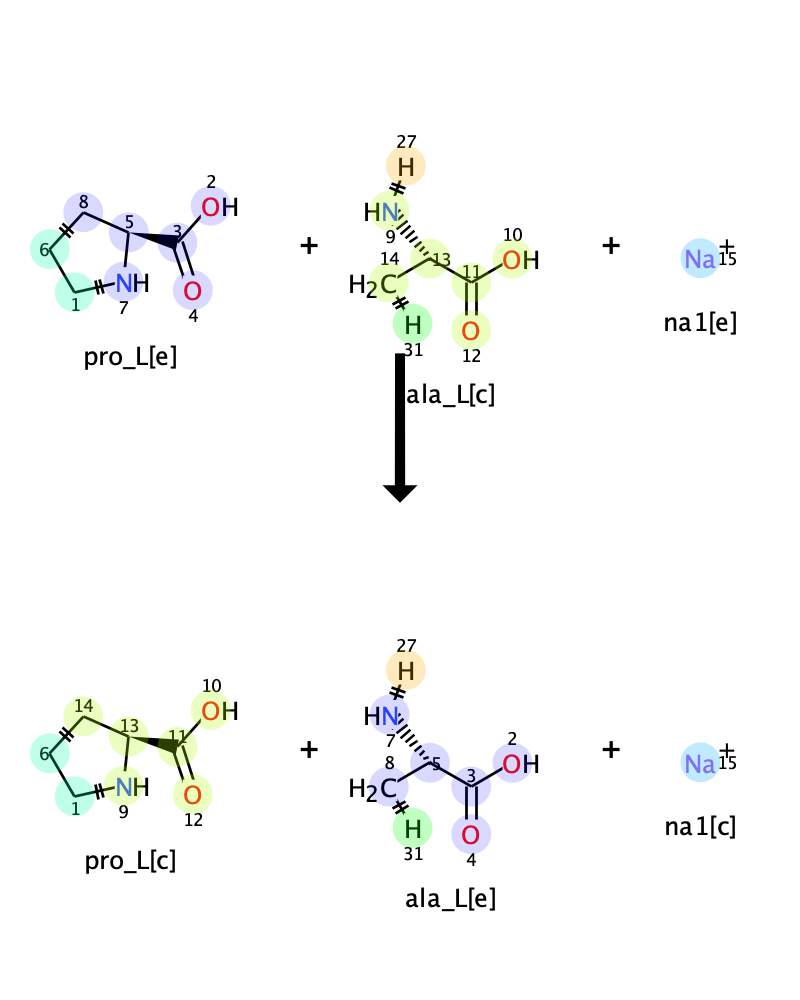 27
H
2
8
OH
HN
5
3
9
10
+
+
+
6
14
13
OH
Na
15
H₂C
11
NH
O
1
7
H
O
na1[e]
4
31
12
pro_L[e]
ala_L[c]
27
H
10
14
OH
HN
13
11
7
2
+
+
+
6
8
5
OH
Na
15
H₂C
3
NH
O
1
9
H
O
na1[c]
12
31
4
pro_L[c]
ala_L[e]